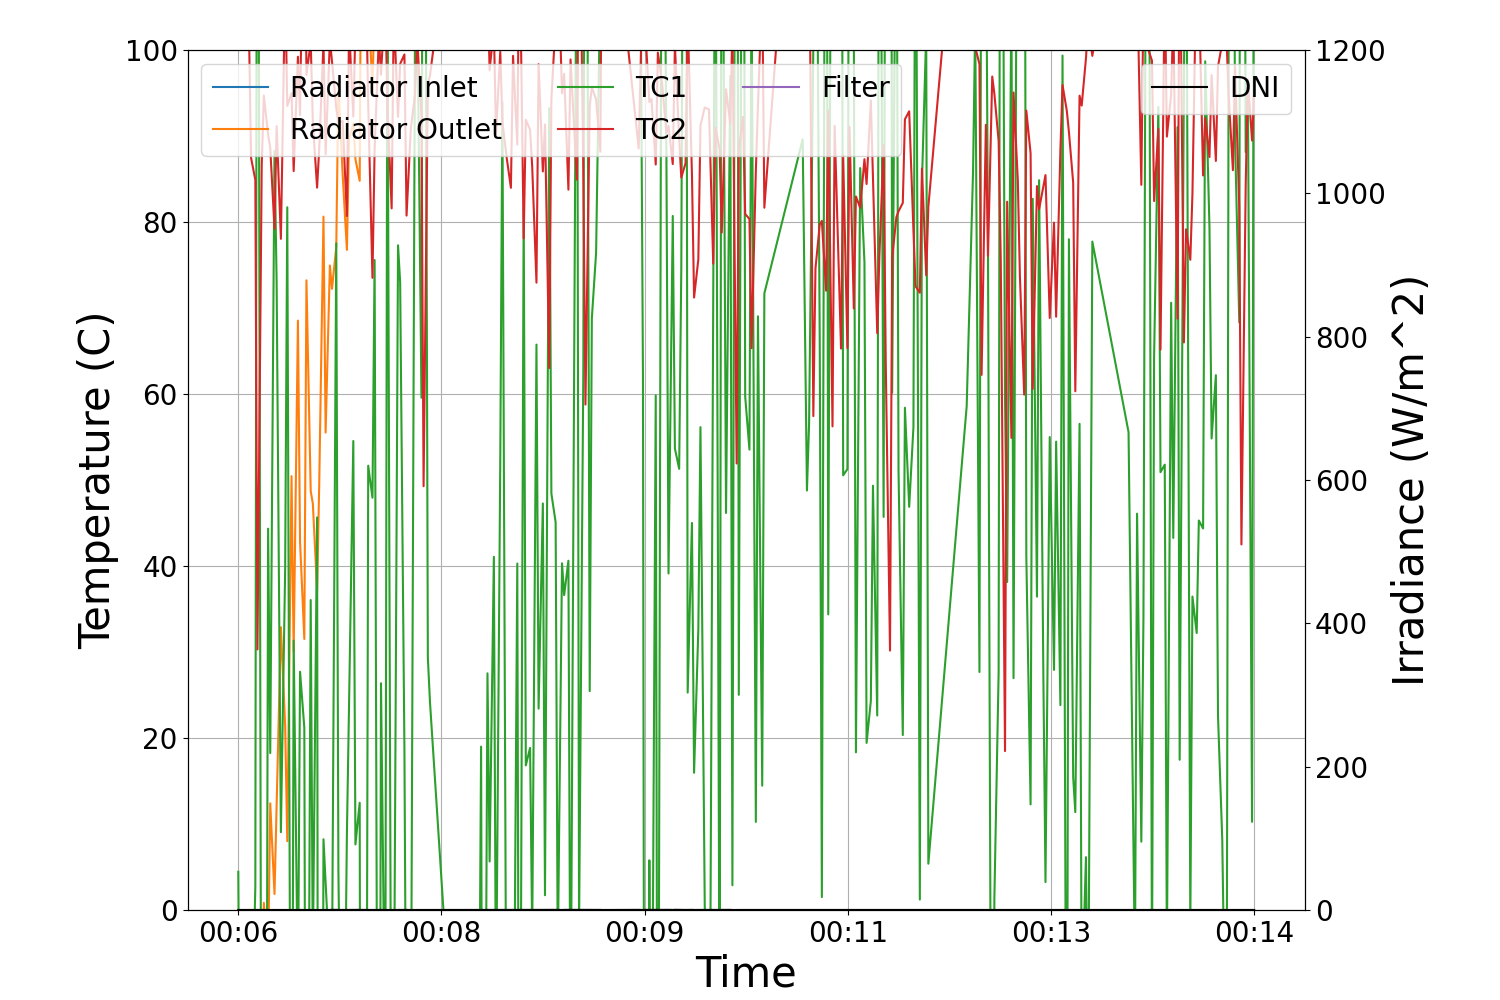 Radiator Inlet
Radiator Outlet
TC1
TC2
Filter
DNI
100
80
60
40
20
0
1200
1000
800
600
400
200
0
Temperature (C)
Irradiance (W/m^2)
00:06 00:08 00:09 00:11 00:13 00:14
Time